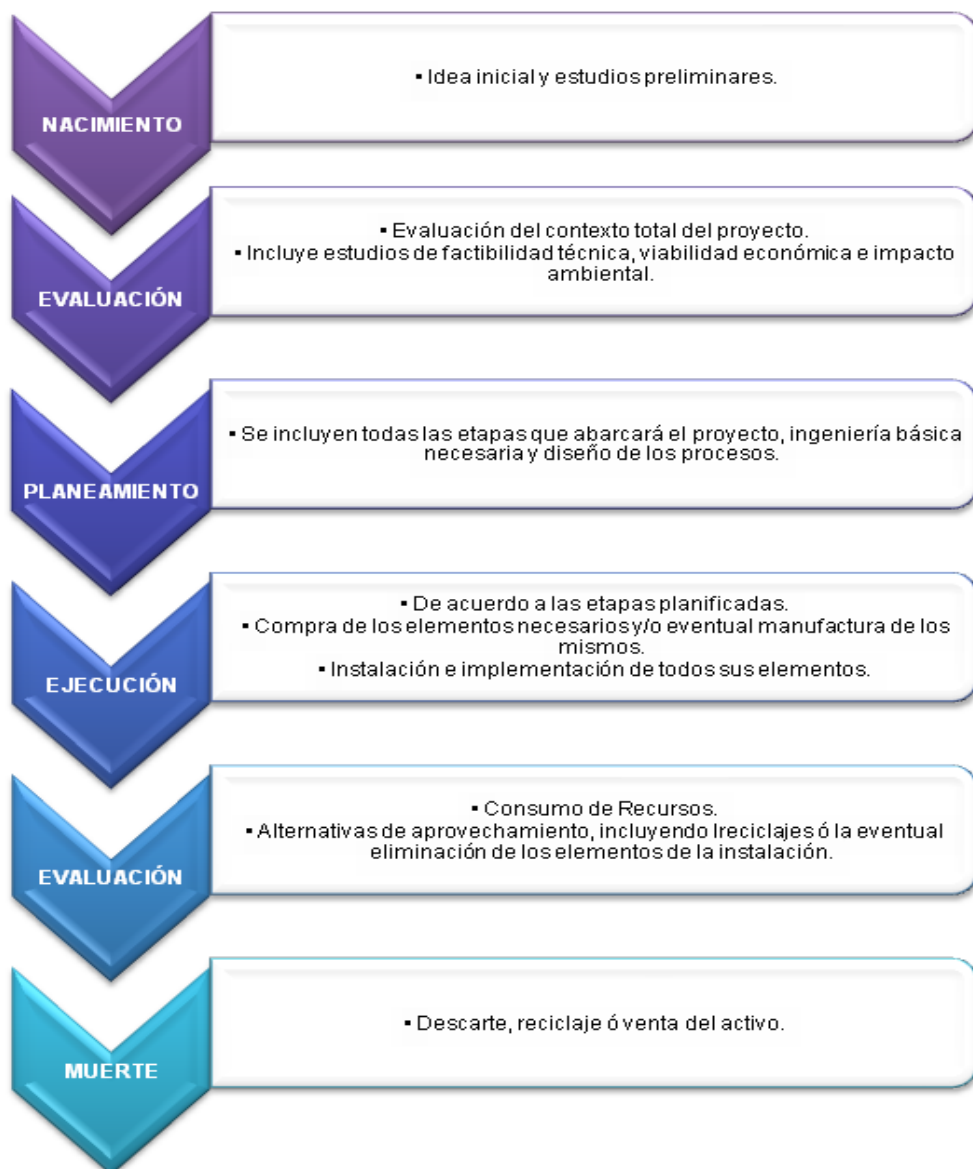 NACIMIENTO
▪ Idea inicial y estudios preliminares.
EVALUACIÓN
▪ Evaluación del contexto total del proyecto.
▪ Incluye estudios de factibilidad técnica, viabilidad económica e impacto
ambiental.
PLANEAMIENTO
▪ Se incluyen todas las etapas que abarcará el proyecto, ingeniería básica
necesaria y diseño de los procesos.
EJECUCIÓN
▪ De acuerdo a las etapas planificadas.
▪ Compra de los elementos necesarios y/o eventual manufactura de los
mismos.
▪ Instalación e implementación de todos sus elementos.
EVALUACIÓN
▪ Consumo de Recursos.
▪ Alternativas de aprovechamiento, incluyendo lreciclajes ó la eventual
eliminación de los elementos de la instalación.
MUERTE
▪ Descarte, reciclaje ó venta del activo.